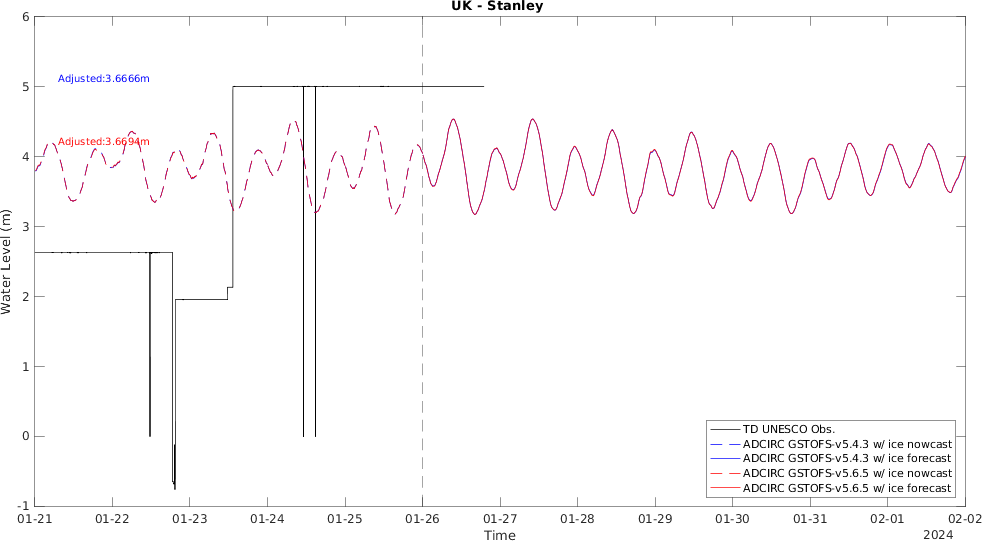 UK - Stanley
6
5
4
3
2
1
0
-1
Water Level (m)
Adjusted:3.6666m
Adjusted:3.6694m
TD UNESCO Obs.
ADCIRC GSTOFS-v5.4.3 w/ ice nowcast
ADCIRC GSTOFS-v5.4.3 w/ ice forecast
ADCIRC GSTOFS-v5.6.5 w/ ice nowcast
ADCIRC GSTOFS-v5.6.5 w/ ice forecast
01-21 01-22 01-23 01-24 01-25 01-26 01-27 01-28 01-29 01-30 01-31 02-01 02-02
Time
2024